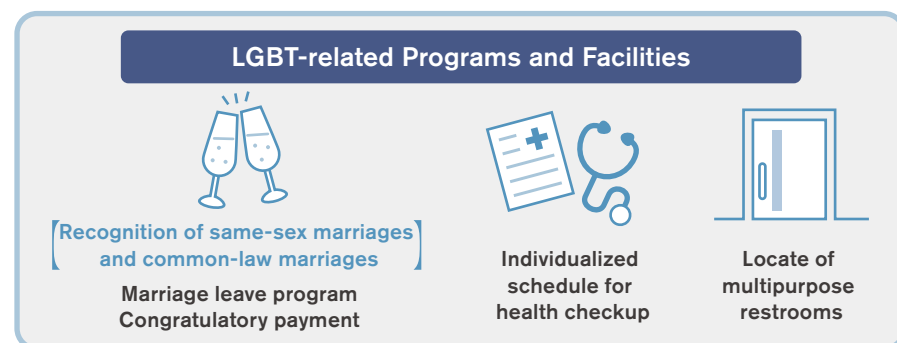 LGBT-related Programs and Facilities
[Recognition of same-sex marriages
and common-law marriages]
Marriage leave program
Congratulatory payment
Individualized
schedule for
health checkup
Locate of
multipurpose
restrooms